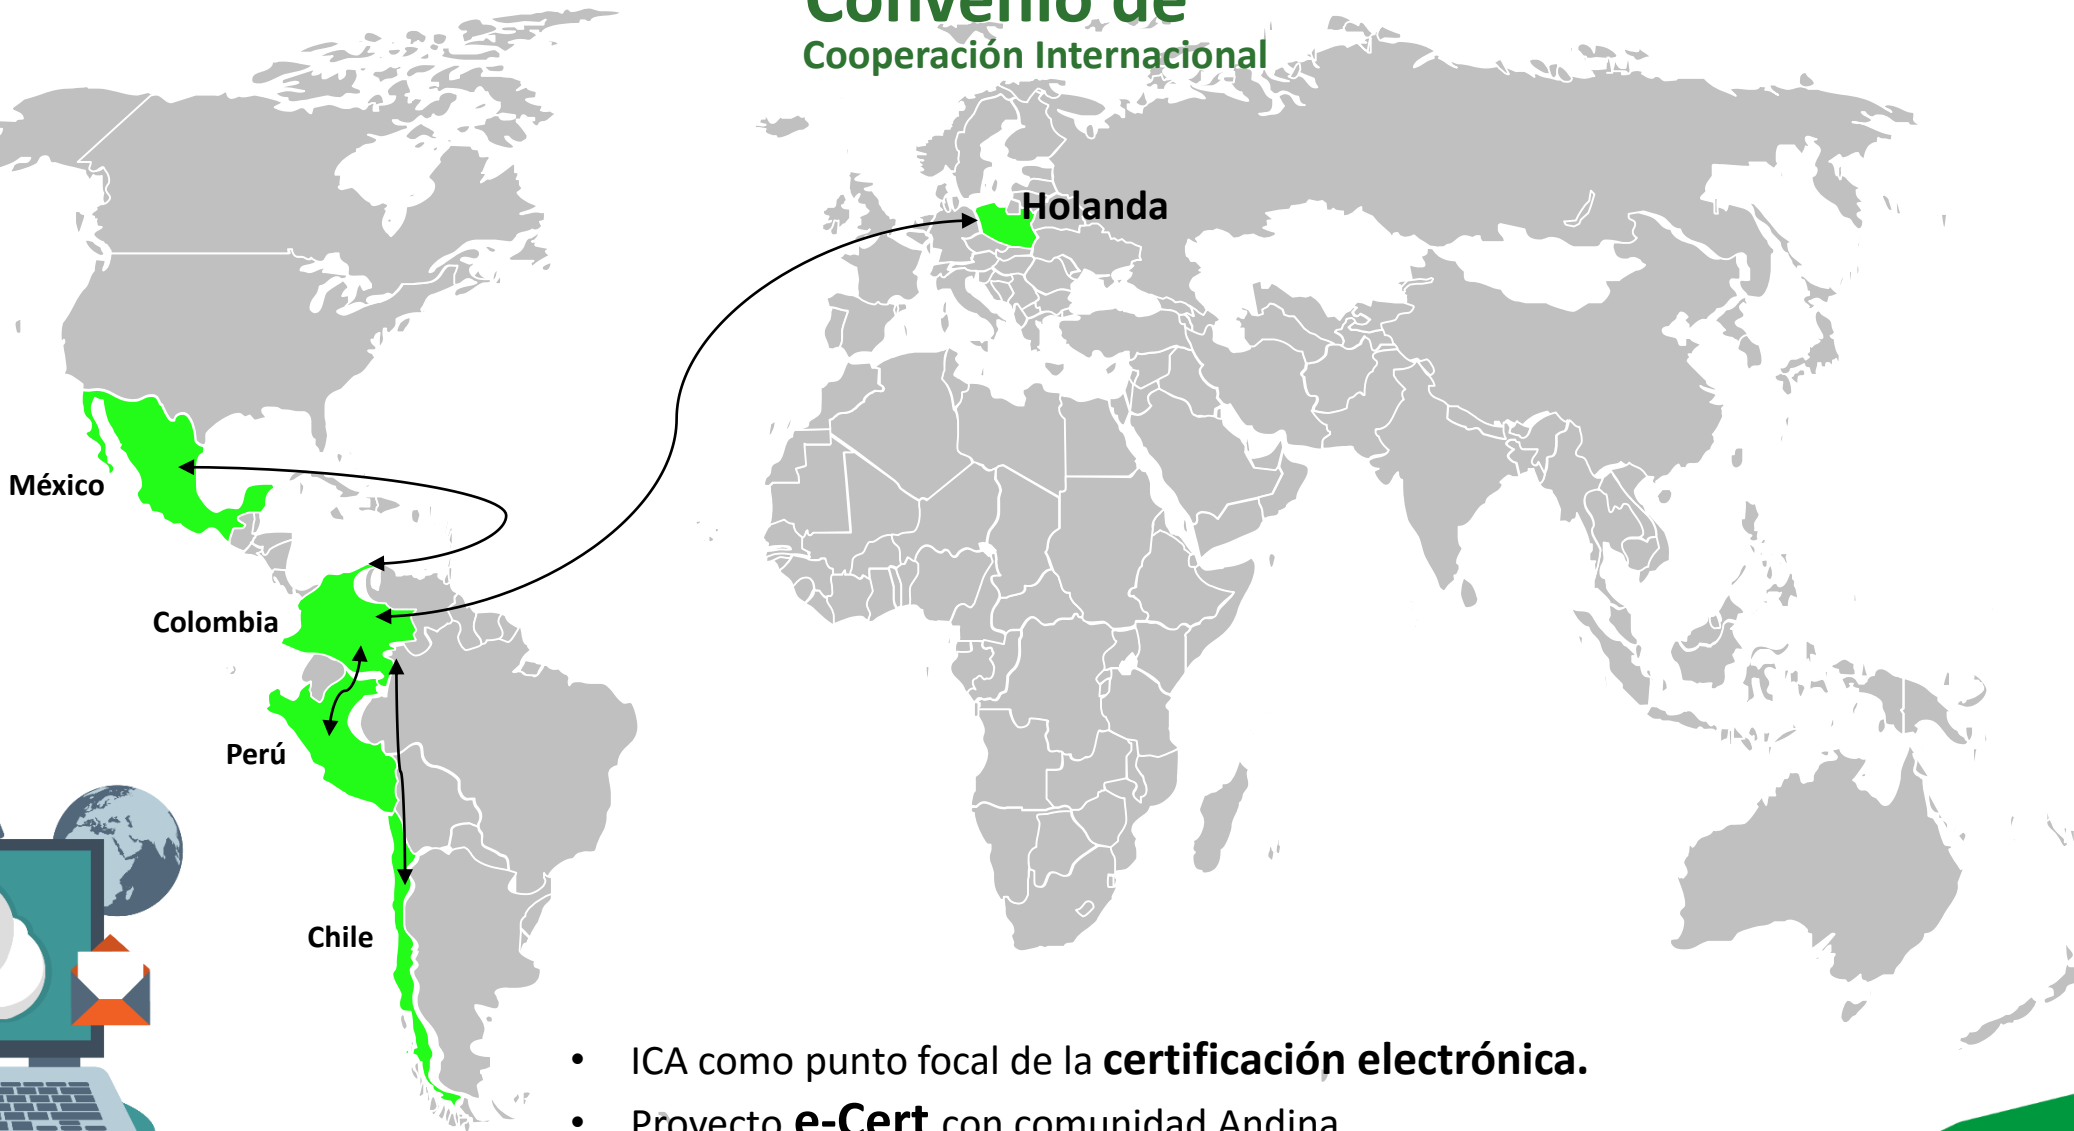 Convenio de
Cooperación Internacional
Holanda
México
Colombia
Perú
Chile
• ICA como punto focal de la certificación electrónica.
• Proyecto e-Cert con comunidad Andina